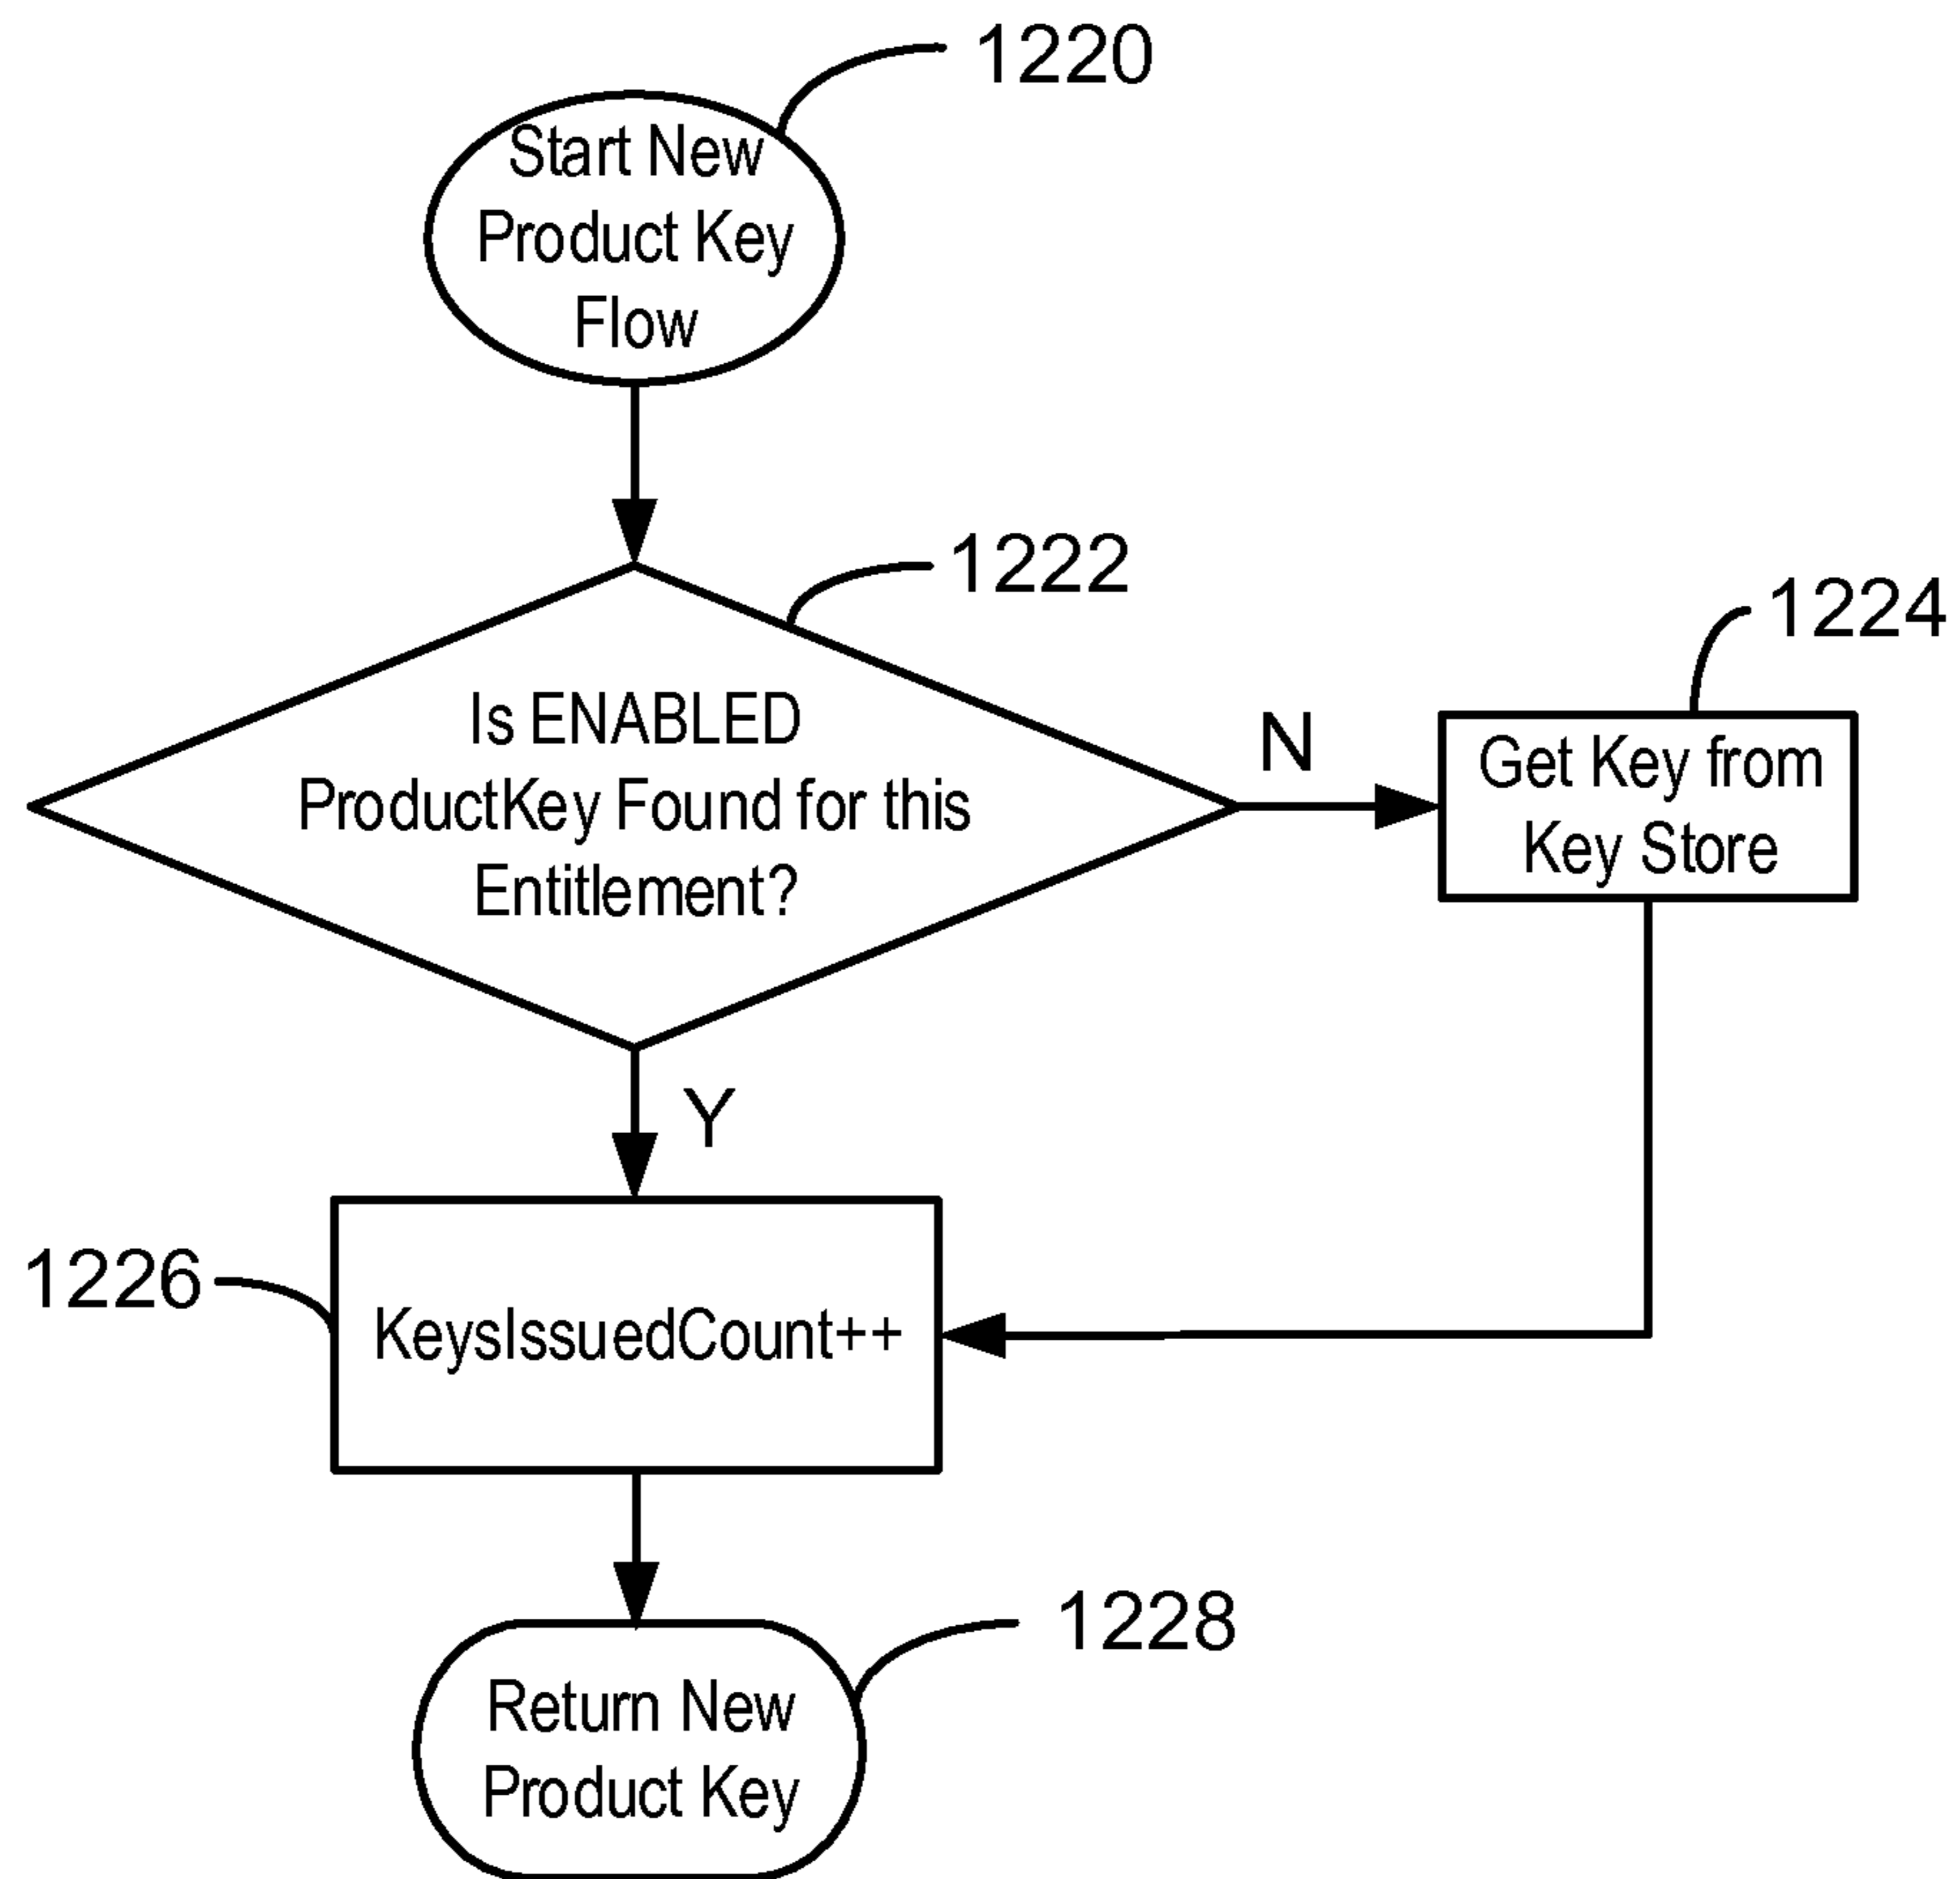 1220
Start New
Product Key
Flow
1222
Is ENABLED
ProductKey Found for this
Entitlement?
N
1224
Get Key from
Key Store
Y
1226
KeysIssuedCount++
1228
Return New
Product Key